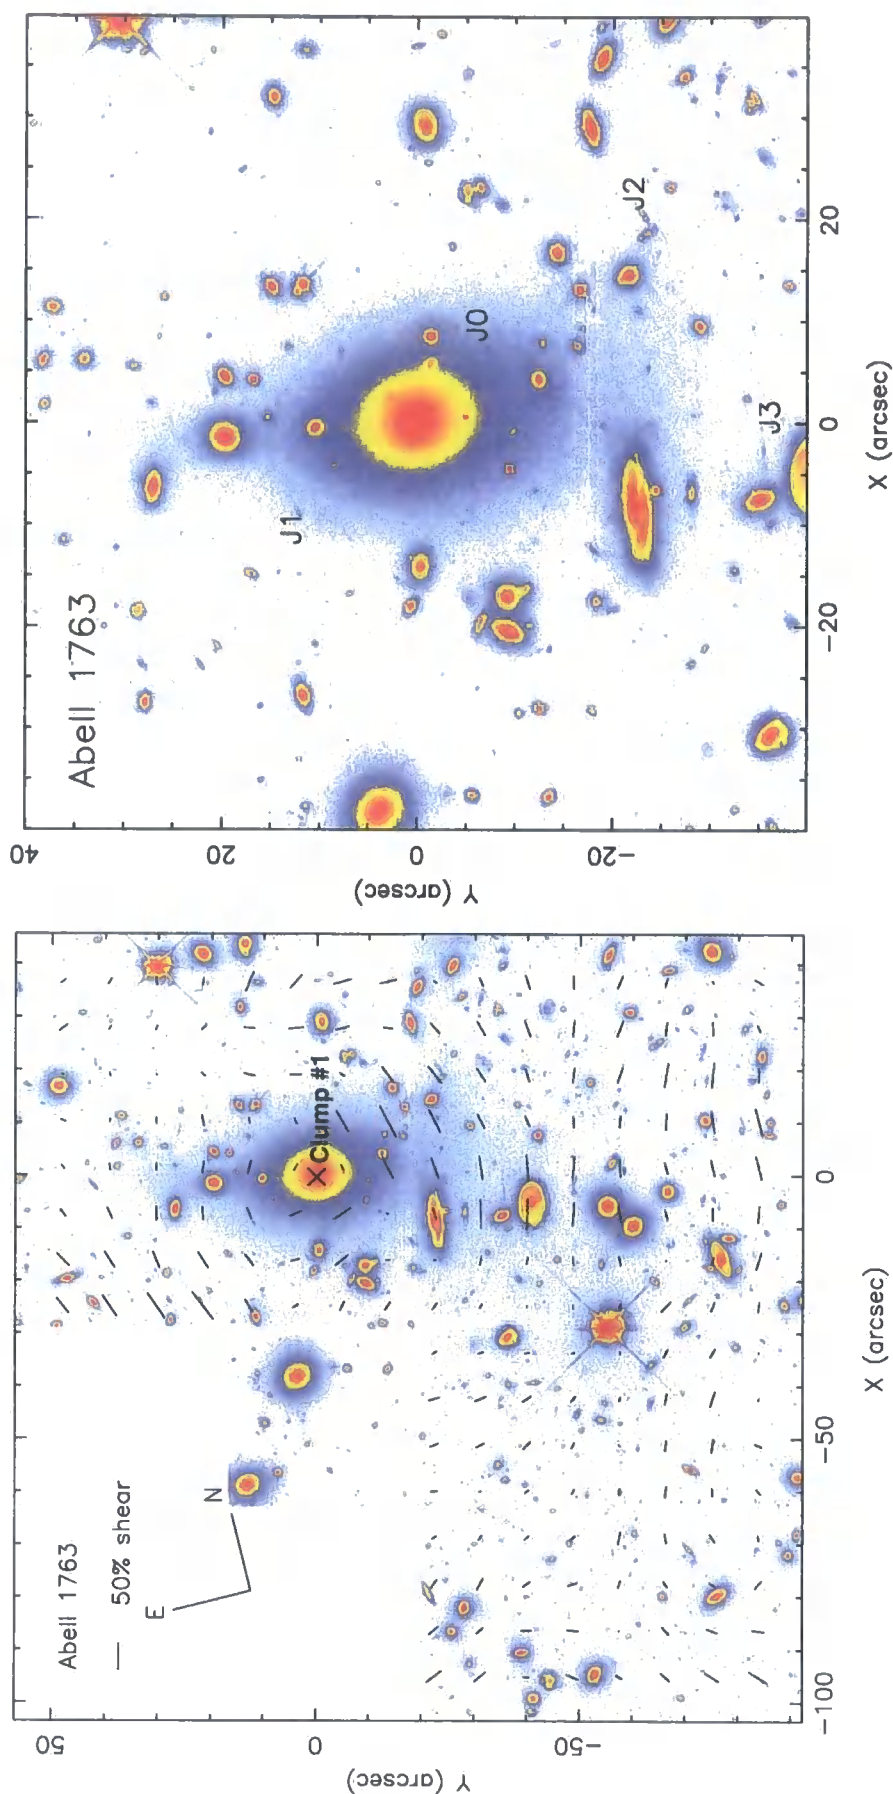 Abell 1763
— 50% shear
E
N
Clump #1
50
0
−50
Y (arcsec)
−100
−50
0
X (arcsec)
Abell 1763
J1
J0
J2
J3
40
20
0
−20
Y (arcsec)
−20
0
20
X (arcsec)